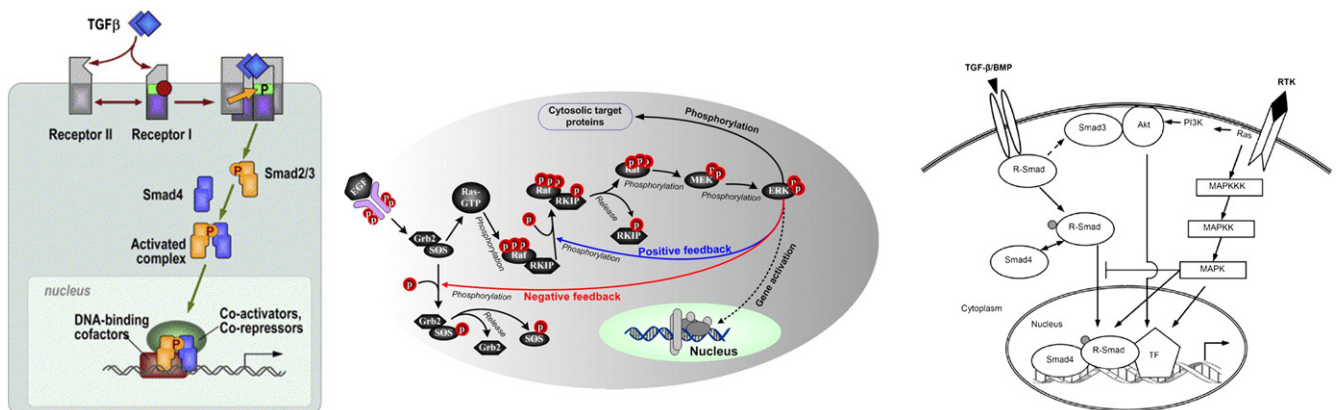 TGFβ
Receptor II
Receptor I
P
P
Smad2/3
Smad4
P
Activated
complex
nucleus
DNA-binding
cofactors
Co-activators,
Co-repressors
P
Cytosolic target
proteins
Phosphorylation
EGF
P P
P P
Grb2
SOS
Ras-
GTP
Phosphorylation
P P P
Raf
RKIP
P P P
Raf
P
RKIP
P
Phosphorylation
P P P
Raf
Phosphorylation
Release
P
RKIP
P P
MEK
Phosphorylation
ERK
P P
Positive feedback
Negative feedback
Gene activation
P
Phosphorylation
Grb2
SOS
P
Release
Grb2
P
SOS
Nucleus
TGF-β/BMP
RTK
Smad3
Akt
PI3K
Ras
R-Smad
MAPKKK
R-Smad
MAPKK
Smad4
MAPK
Cytoplasm
Nucleus
Smad4
R-Smad
TF